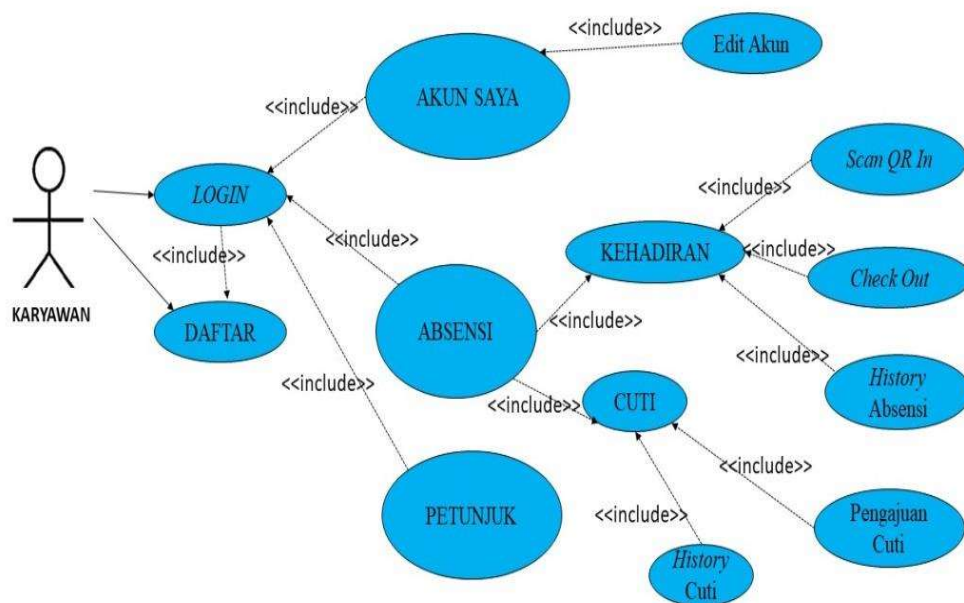 <<include>>
Edit Akun
AKUN SAYA
<<include>>
Scan QR In
LOGIN
<<include>>
<<include>>
<<include>>
KEHADIRAN
<<include>>
Check Out
KARYAWAN
DAFTAR
ABSENSI
<<include>>
<<include>>
<<include>>
History
Absensi
<<include>>
CUTI
<<include>>
PETUNJUK
<<include>>
Pengajuan
Cuti
History
Cuti